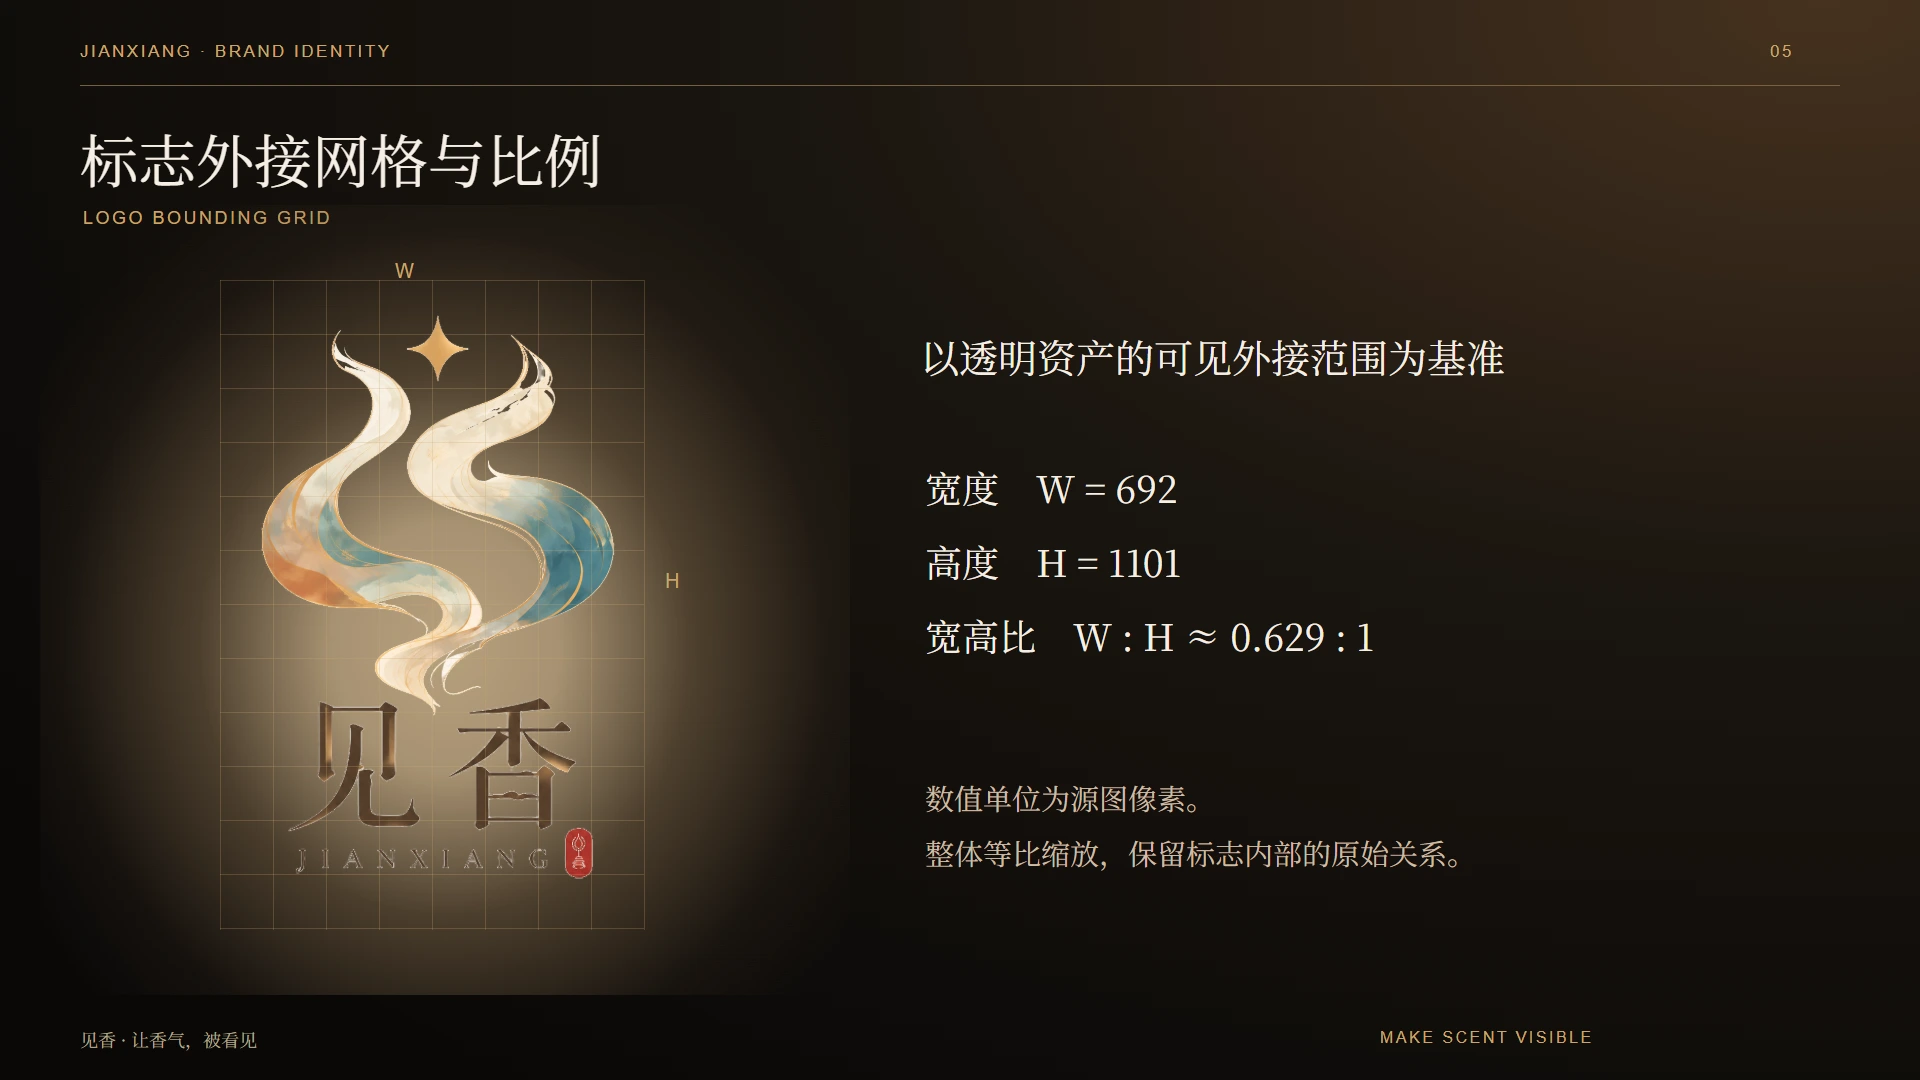 JIANXIANG · BRAND IDENTITY
05
标志外接网格与比例
LOGO BOUNDING GRID
W
H
见香
JIANXIANG
以透明资产的可见外接范围为基准
宽度 W = 692
高度 H = 1101
宽高比 W : H ≈ 0.629 : 1
数值单位为源图像素。
整体等比缩放，保留标志内部的原始关系。
见香 · 让香气，被看见
MAKE SCENT VISIBLE